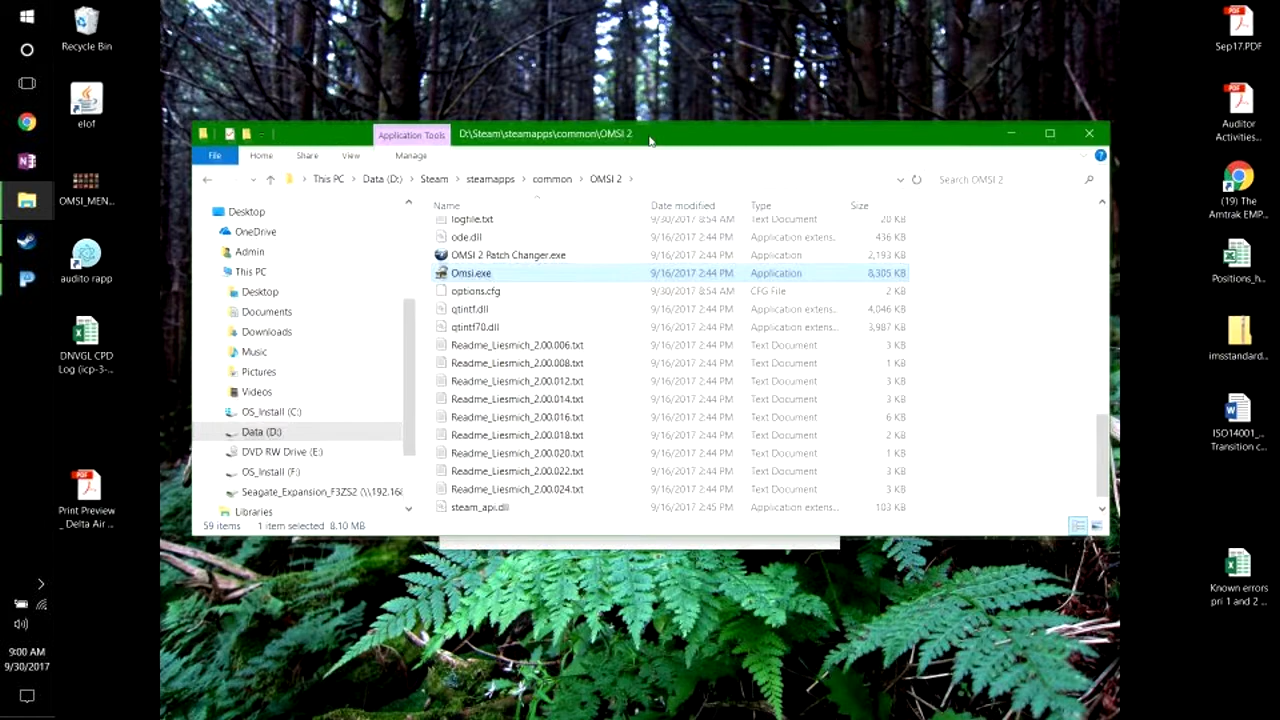 Recycle Bin
elof
OMSI_MEN...
audito rapp
DNVGL CPD
Log (icp-3-...
Print Preview
_ Delta Air ...
9:00 AM
9/30/2017
Application Tools
D:\Steam\steamapps\common\OMSI 2
File
Home
Share
View
Manage
This PC
Data (D:)
Steam
steamapps
common
OMSI 2
Search OMSI 2
Desktop
OneDrive
Admin
This PC
Desktop
Documents
Downloads
Music
Pictures
Videos
OS_Install (C:)
Data (D:)
DVD RW Drive (E:)
OS_Install (F:)
Seagate_Expansion_F3ZS2 (\\192.16
Libraries
Name Date modified Type Size
logfile.txt 9/30/2017 8:54 AM Text Document 20 KB
ode.dll 9/16/2017 2:44 PM Application extens... 436 KB
OMSI 2 Patch Changer.exe 9/16/2017 2:44 PM Application 2,193 KB
Omsi.exe 9/16/2017 2:44 PM Application 8,305 KB
options.cfg 9/30/2017 8:54 AM CFG File 2 KB
qtintf.dll 9/16/2017 2:44 PM Application extens... 4,046 KB
qtintf70.dll 9/16/2017 2:44 PM Application extens... 3,987 KB
Readme_Liesmich_2.00.006.txt 9/16/2017 2:44 PM Text Document 3 KB
Readme_Liesmich_2.00.008.txt 9/16/2017 2:44 PM Text Document 1 KB
Readme_Liesmich_2.00.012.txt 9/16/2017 2:44 PM Text Document 3 KB
Readme_Liesmich_2.00.014.txt 9/16/2017 2:44 PM Text Document 3 KB
Readme_Liesmich_2.00.016.txt 9/16/2017 2:44 PM Text Document 6 KB
Readme_Liesmich_2.00.018.txt 9/16/2017 2:44 PM Text Document 2 KB
Readme_Liesmich_2.00.020.txt 9/16/2017 2:44 PM Text Document 1 KB
Readme_Liesmich_2.00.022.txt 9/16/2017 2:44 PM Text Document 3 KB
Readme_Liesmich_2.00.024.txt 9/16/2017 2:44 PM Text Document 3 KB
steam_api.dll 9/16/2017 2:45 PM Application extens... 103 KB
59 items 1 item selected 8.10 MB
PDF
Sep17.PDF
Auditor
Activities...
(19) The
Amtrak EMP...
Positions_h...
imsstandard...
ISO14001_...
Transition c...
Known errors
pri 1 and 2 ...